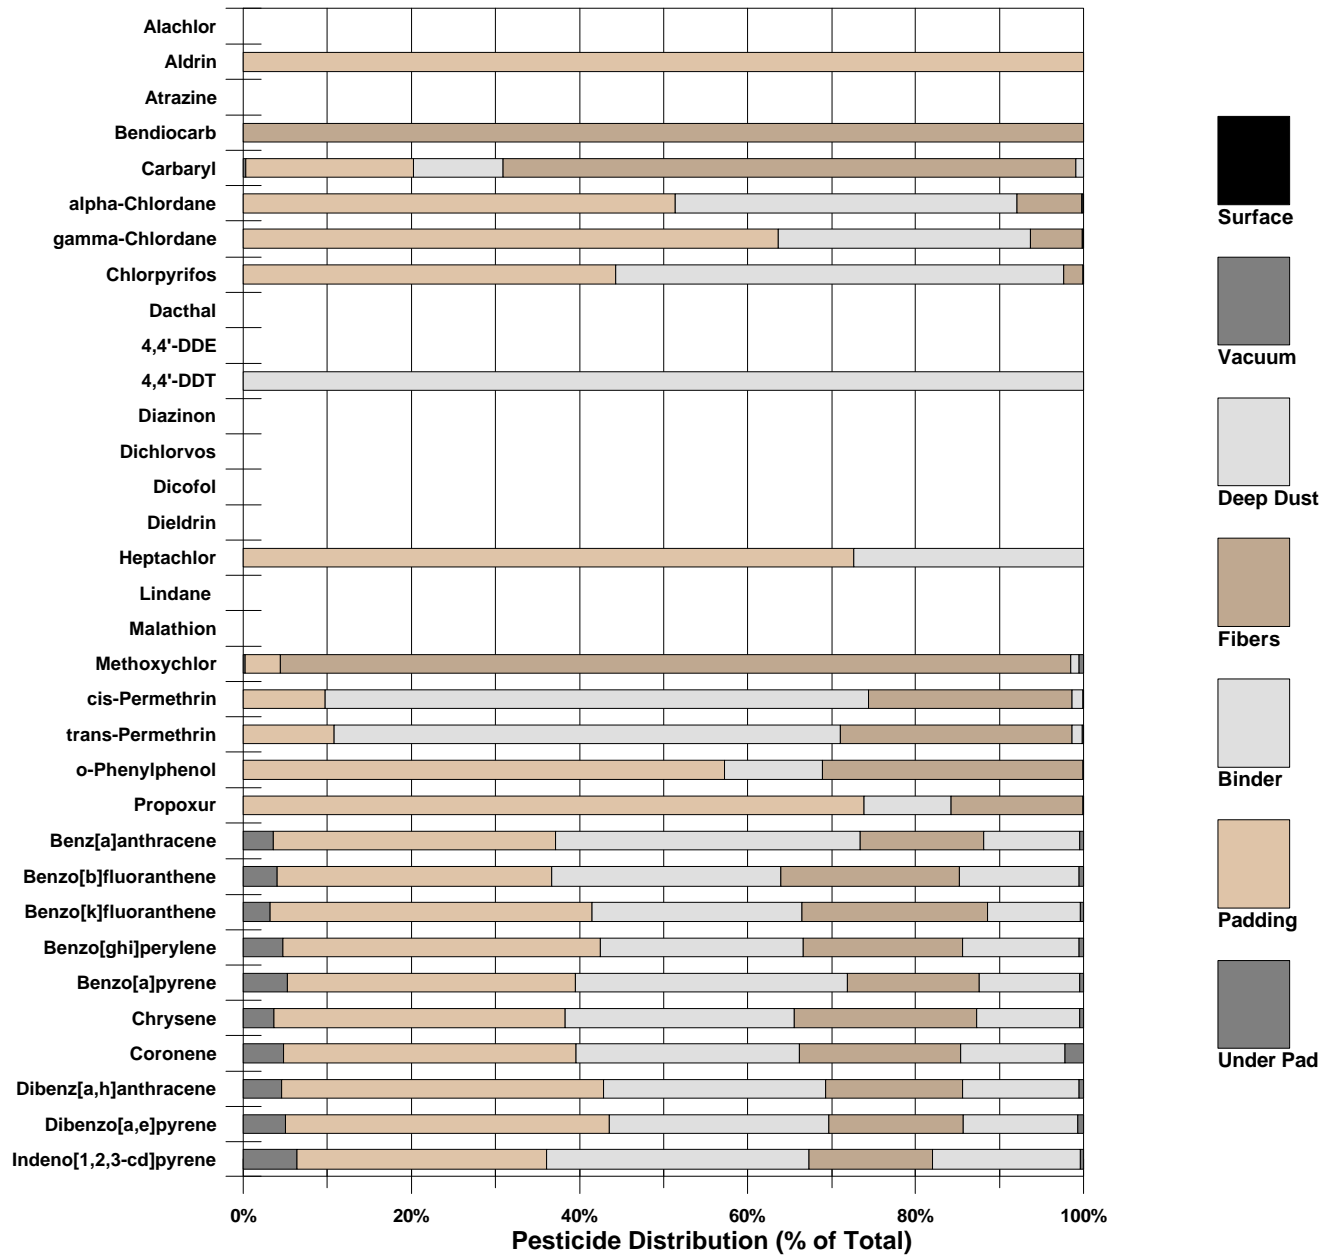 Alachlor
Aldrin
Atrazine
Bendiocarb
Carbaryl
alpha-Chlordane
gamma-Chlordane
Chlorpyrifos
Dacthal
4,4'-DDE
4,4'-DDT
Diazinon
Dichlorvos
Dicofol
Dieldrin
Heptachlor
Lindane
Malathion
Methoxychlor
cis-Permethrin
trans-Permethrin
o-Phenylphenol
Propoxur
Benz[a]anthracene
Benzo[b]fluoranthene
Benzo[k]fluoranthene
Benzo[ghi]perylene
Benzo[a]pyrene
Chrysene
Coronene
Dibenz[a,h]anthracene
Dibenzo[a,e]pyrene
Indeno[1,2,3-cd]pyrene
0% 20% 40% 60% 80% 100%
Pesticide Distribution (% of Total)
Surface
Vacuum
Deep Dust
Fibers
Binder
Padding
Under Pad